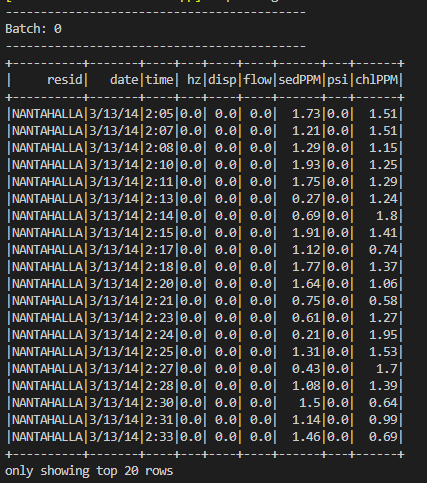 -------------------------------------------
Batch: 0
-------------------------------------------
+----------+-------+----+---+----+----+------+---+------+
|     resid|   date|time| hz|disp|flow|sedPPM|psi|chlPPM|
+----------+-------+----+---+----+----+------+---+------+
|NANTAHALLA|3/13/14|2:05|0.0| 0.0| 0.0|  1.73|0.0|  1.51|
|NANTAHALLA|3/13/14|2:07|0.0| 0.0| 0.0|  1.21|0.0|  1.51|
|NANTAHALLA|3/13/14|2:08|0.0| 0.0| 0.0|  1.29|0.0|  1.15|
|NANTAHALLA|3/13/14|2:10|0.0| 0.0| 0.0|  1.93|0.0|  1.25|
|NANTAHALLA|3/13/14|2:11|0.0| 0.0| 0.0|  1.75|0.0|  1.29|
|NANTAHALLA|3/13/14|2:13|0.0| 0.0| 0.0|  0.27|0.0|  1.24|
|NANTAHALLA|3/13/14|2:14|0.0| 0.0| 0.0|  0.69|0.0|   1.8|
|NANTAHALLA|3/13/14|2:15|0.0| 0.0| 0.0|  1.91|0.0|  1.41|
|NANTAHALLA|3/13/14|2:17|0.0| 0.0| 0.0|  1.12|0.0|  0.74|
|NANTAHALLA|3/13/14|2:18|0.0| 0.0| 0.0|  1.77|0.0|  1.37|
|NANTAHALLA|3/13/14|2:20|0.0| 0.0| 0.0|  1.64|0.0|  1.06|
|NANTAHALLA|3/13/14|2:21|0.0| 0.0| 0.0|  0.75|0.0|  0.58|
|NANTAHALLA|3/13/14|2:23|0.0| 0.0| 0.0|  0.61|0.0|  1.27|
|NANTAHALLA|3/13/14|2:24|0.0| 0.0| 0.0|  0.21|0.0|  1.95|
|NANTAHALLA|3/13/14|2:25|0.0| 0.0| 0.0|  1.31|0.0|  1.53|
|NANTAHALLA|3/13/14|2:27|0.0| 0.0| 0.0|  0.43|0.0|   1.7|
|NANTAHALLA|3/13/14|2:28|0.0| 0.0| 0.0|  1.08|0.0|  1.39|
|NANTAHALLA|3/13/14|2:30|0.0| 0.0| 0.0|   1.5|0.0|  0.64|
|NANTAHALLA|3/13/14|2:31|0.0| 0.0| 0.0|  1.14|0.0|  0.99|
|NANTAHALLA|3/13/14|2:33|0.0| 0.0| 0.0|  1.46|0.0|  0.69|
+----------+-------+----+---+----+----+------+---+------+
only showing top 20 rows